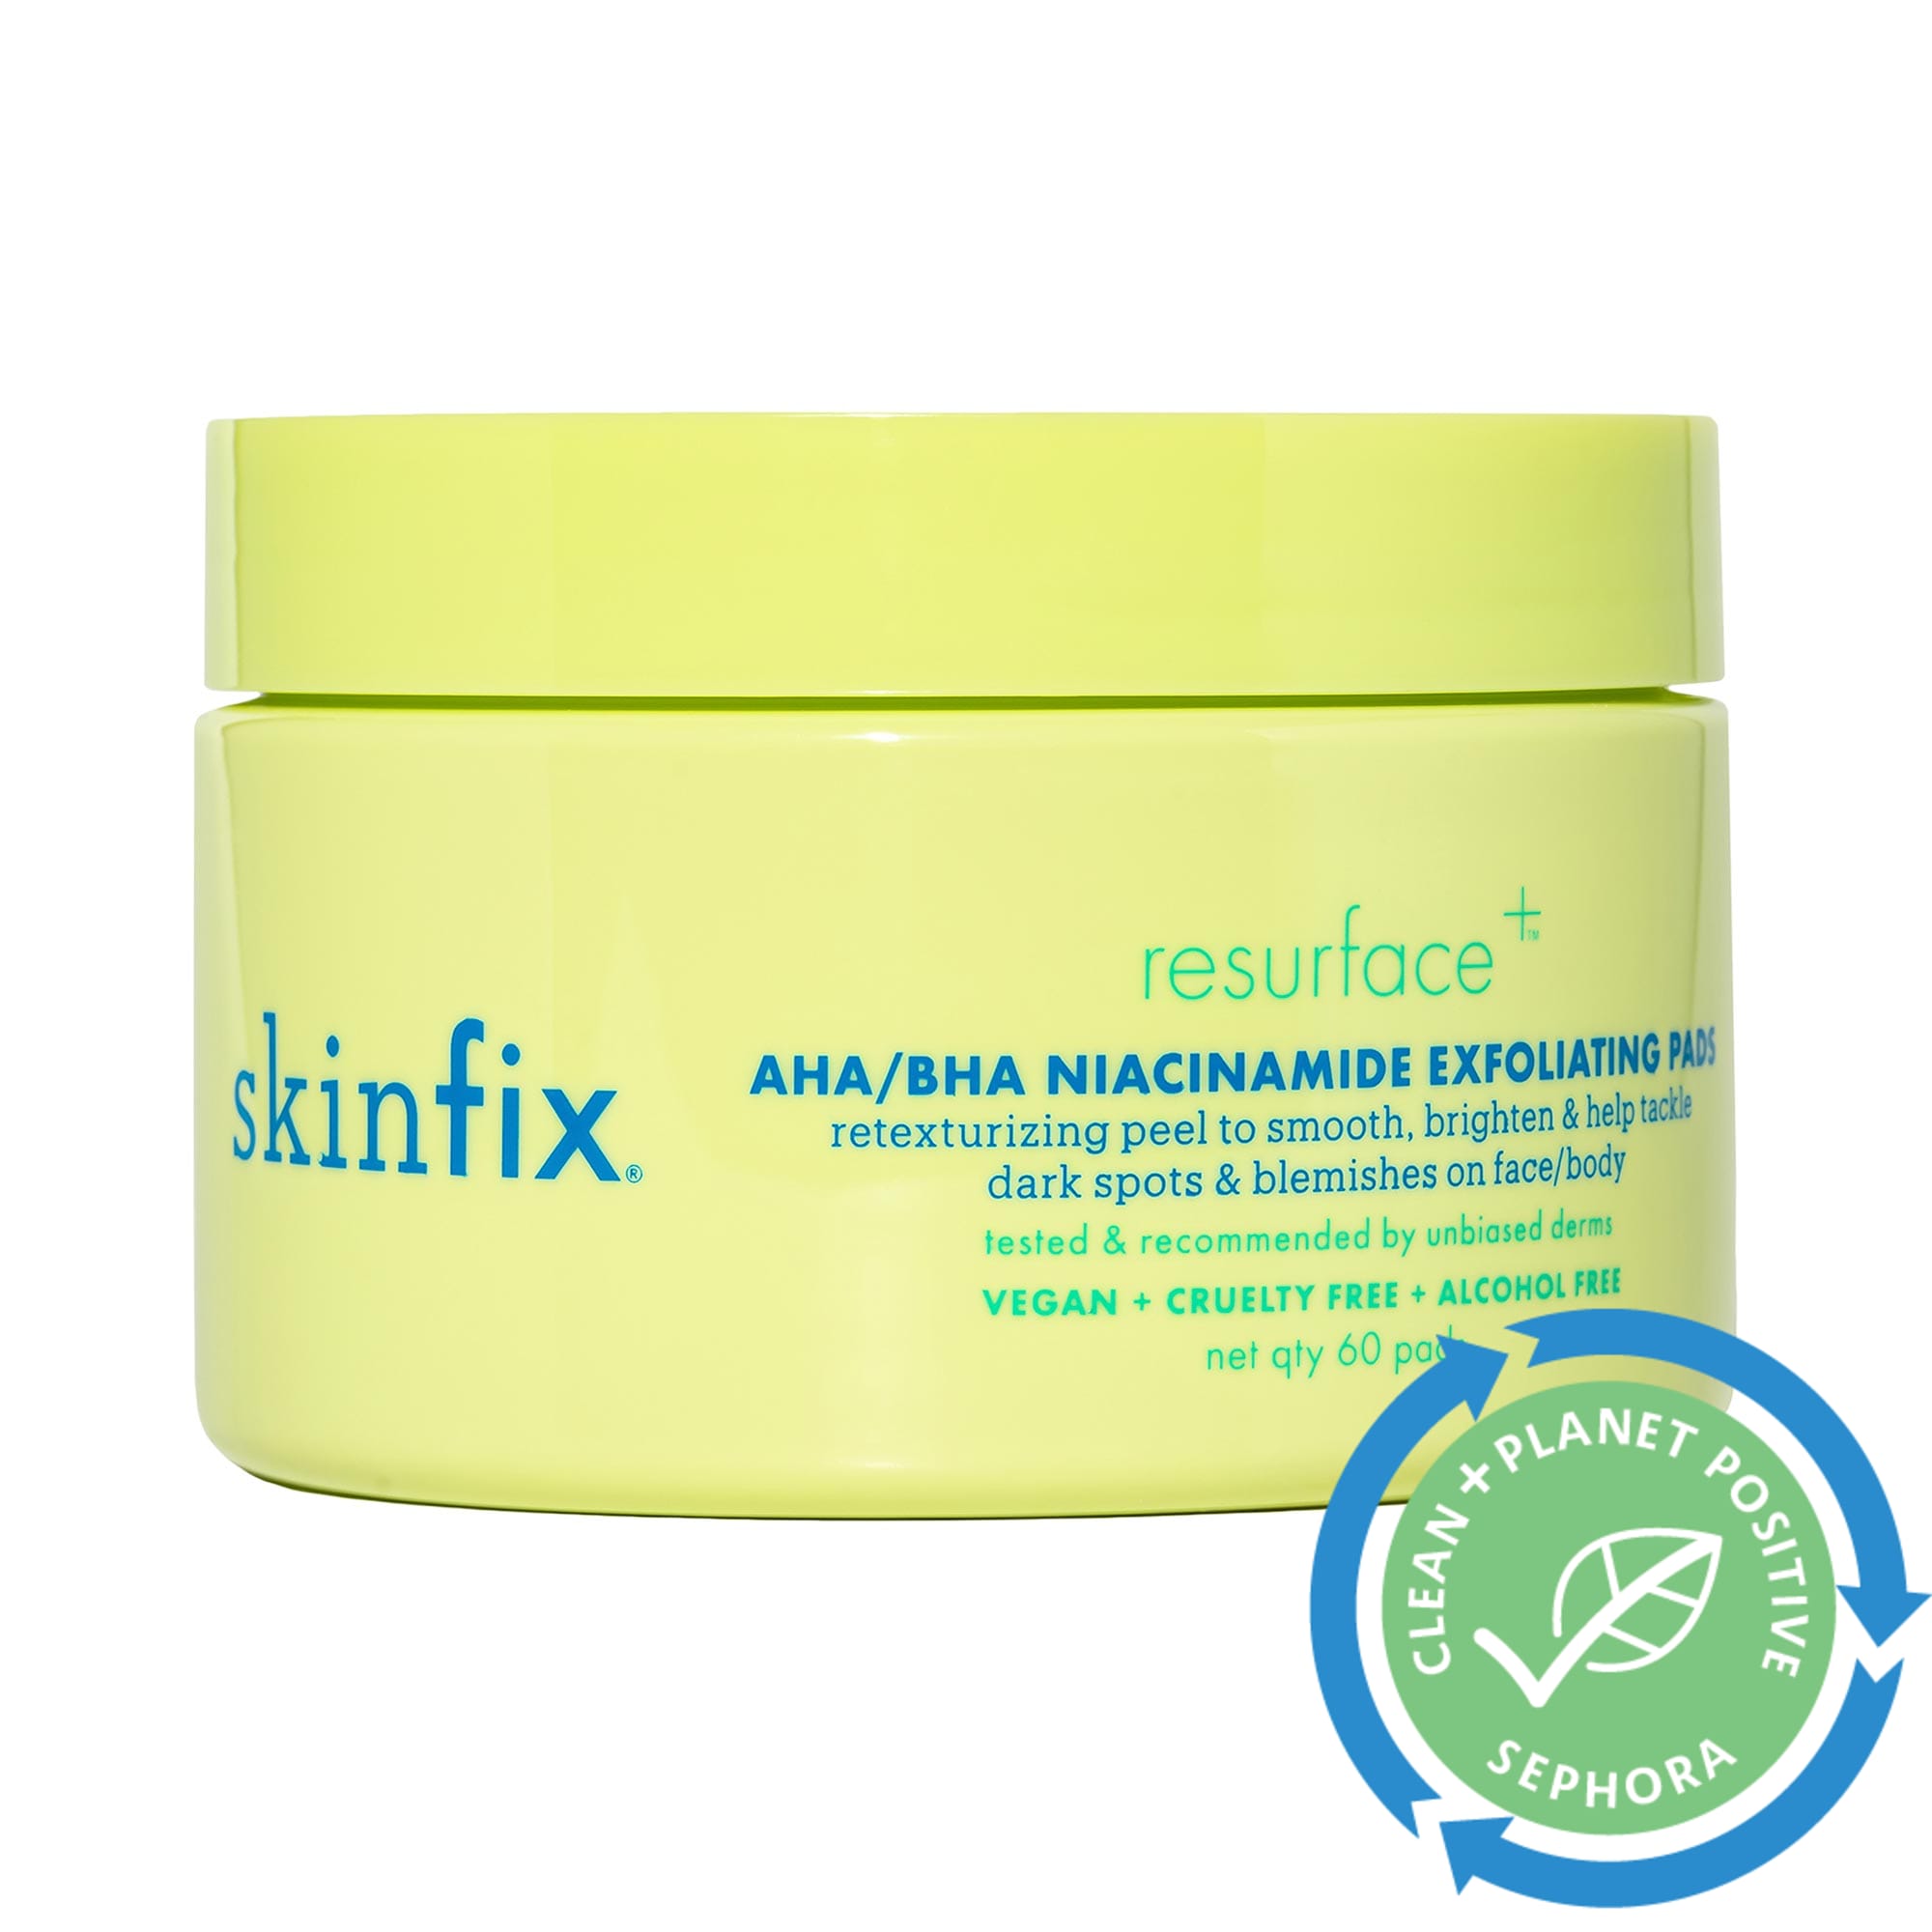 resurface+™
skinfix®
AHA/BHA NIACINAMIDE EXFOLIATING PADS
retexturizing peel to smooth, brighten & help tackle
dark spots & blemishes on face/body
tested & recommended by unbiased derms
VEGAN + CRUELTY FREE + ALCOHOL FREE
net qty 60 pads
CLEAN + PLANET POSITIVE
SEPHORA